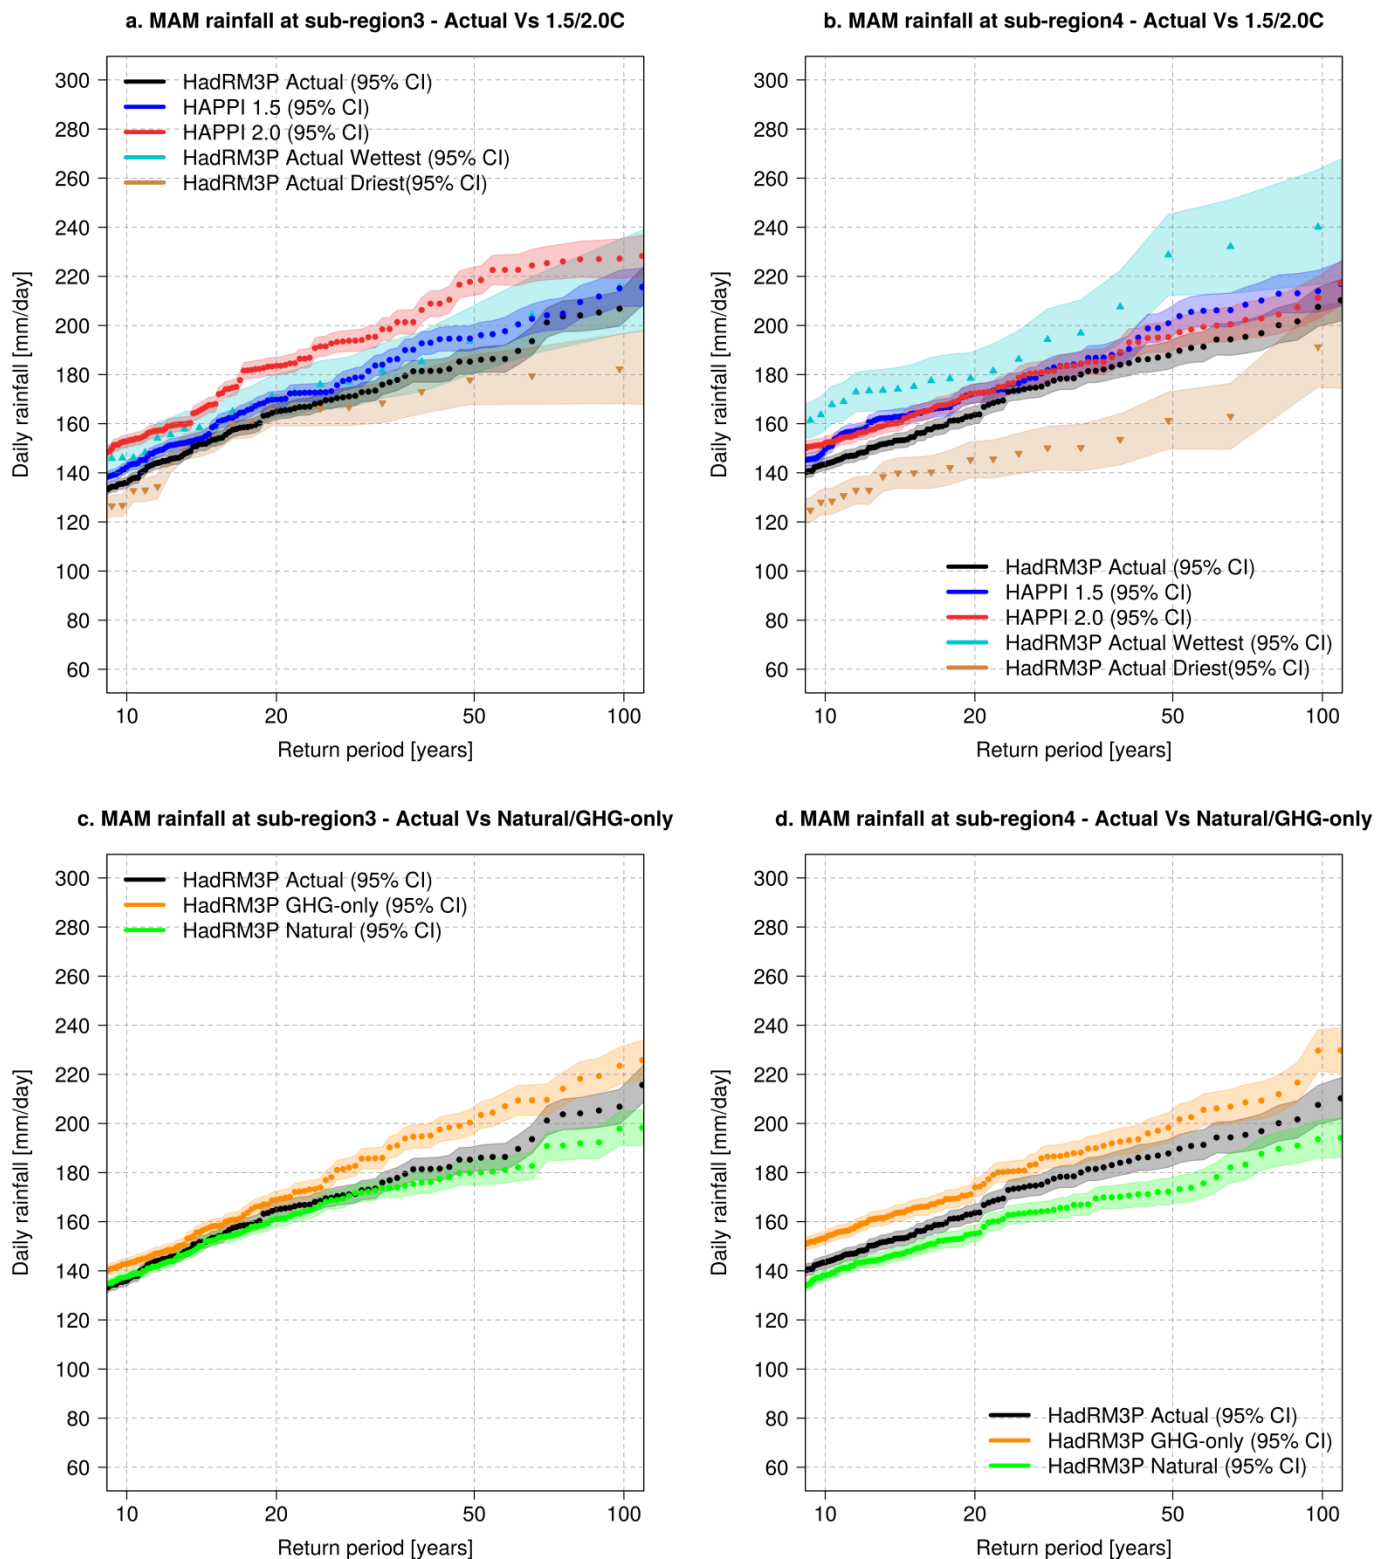 a. MAM rainfall at sub-region3 - Actual Vs 1.5/2.0C
300
280
260
240
220
200
180
160
140
120
100
80
60
Daily rainfall [mm/day]
HadRM3P Actual (95% CI)
HAPPI 1.5 (95% CI)
HAPPI 2.0 (95% CI)
HadRM3P Actual Wettest (95% CI)
HadRM3P Actual Driest(95% CI)
10 20 50 100
Return period [years]
b. MAM rainfall at sub-region4 - Actual Vs 1.5/2.0C
300
280
260
240
220
200
180
160
140
120
100
80
60
Daily rainfall [mm/day]
HadRM3P Actual (95% CI)
HAPPI 1.5 (95% CI)
HAPPI 2.0 (95% CI)
HadRM3P Actual Wettest (95% CI)
HadRM3P Actual Driest(95% CI)
10 20 50 100
Return period [years]
c. MAM rainfall at sub-region3 - Actual Vs Natural/GHG-only
300
280
260
240
220
200
180
160
140
120
100
80
60
Daily rainfall [mm/day]
HadRM3P Actual (95% CI)
HadRM3P GHG-only (95% CI)
HadRM3P Natural (95% CI)
10 20 50 100
Return period [years]
d. MAM rainfall at sub-region4 - Actual Vs Natural/GHG-only
300
280
260
240
220
200
180
160
140
120
100
80
60
Daily rainfall [mm/day]
HadRM3P Actual (95% CI)
HadRM3P GHG-only (95% CI)
HadRM3P Natural (95% CI)
10 20 50 100
Return period [years]